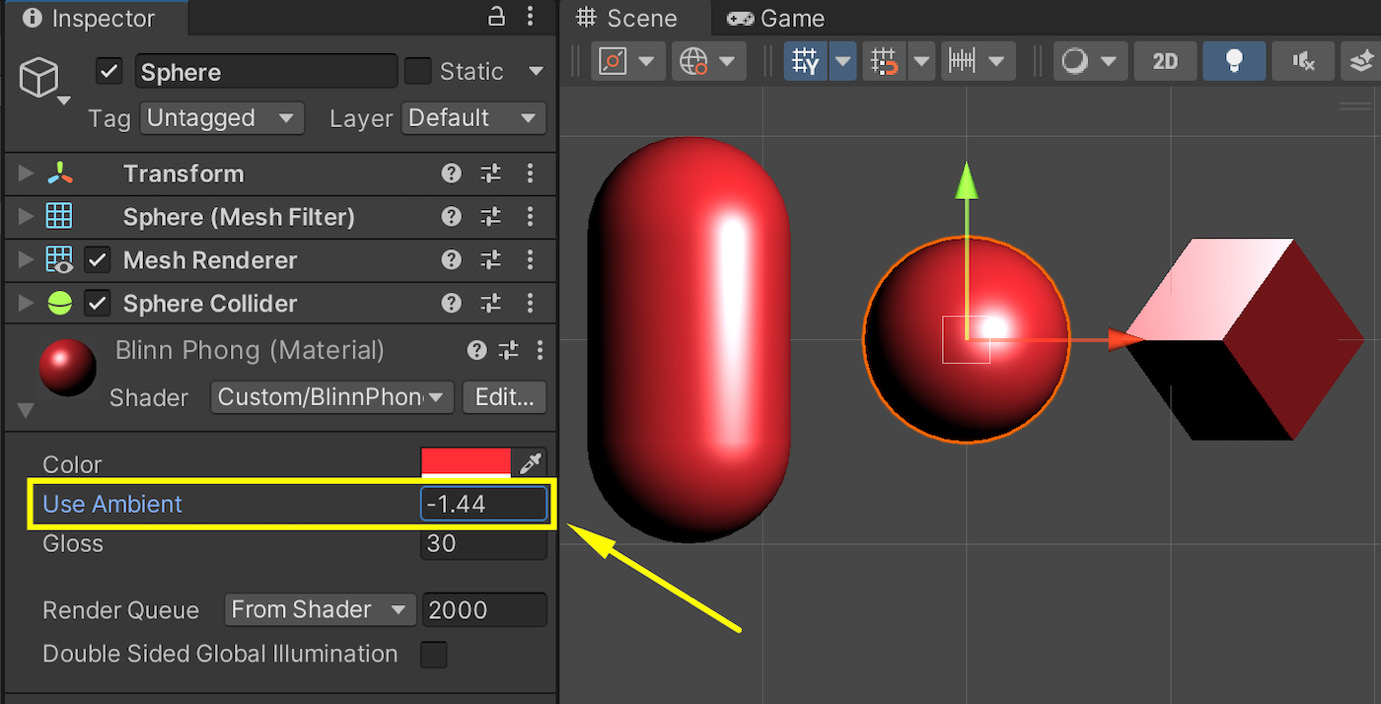 Inspector
Sphere
Static
Tag Untagged Layer Default
Transform
Sphere (Mesh Filter)
Mesh Renderer
Sphere Collider
Blinn Phong (Material)
Shader Custom/BlinnPhon Edit...
Color
Use Ambient -1.44
Gloss 30
Render Queue From Shader 2000
Double Sided Global Illumination
Scene Game
Y 2D